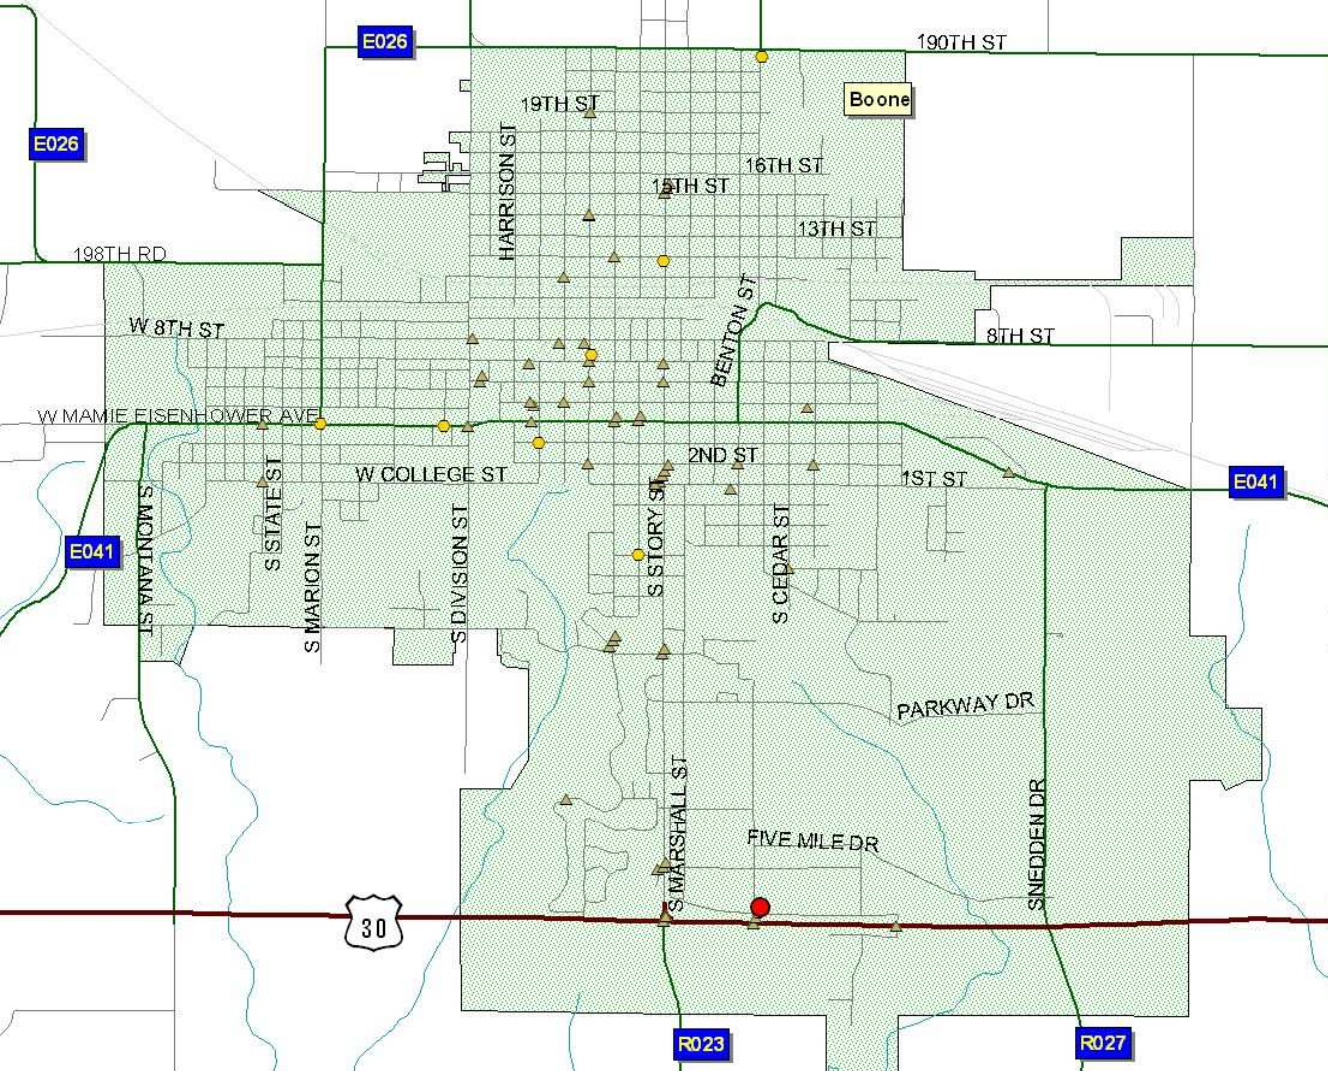 E026
190TH ST
Boone
19TH ST
E026
HARRISON ST
16TH ST
15TH ST
13TH ST
198TH RD
BENTON ST
W 8TH ST
8TH ST
W MAMIE EISENHOWER AVE
2ND ST
W COLLEGE ST
1ST ST
E041
S MONTANA ST
S STATE ST
S MARION ST
S DIVISION ST
S STORY ST
S CEDAR ST
E041
PARKWAY DR
S MARSHALL ST
SNEDDEN DR
FIVE MILE DR
30
R023
R027